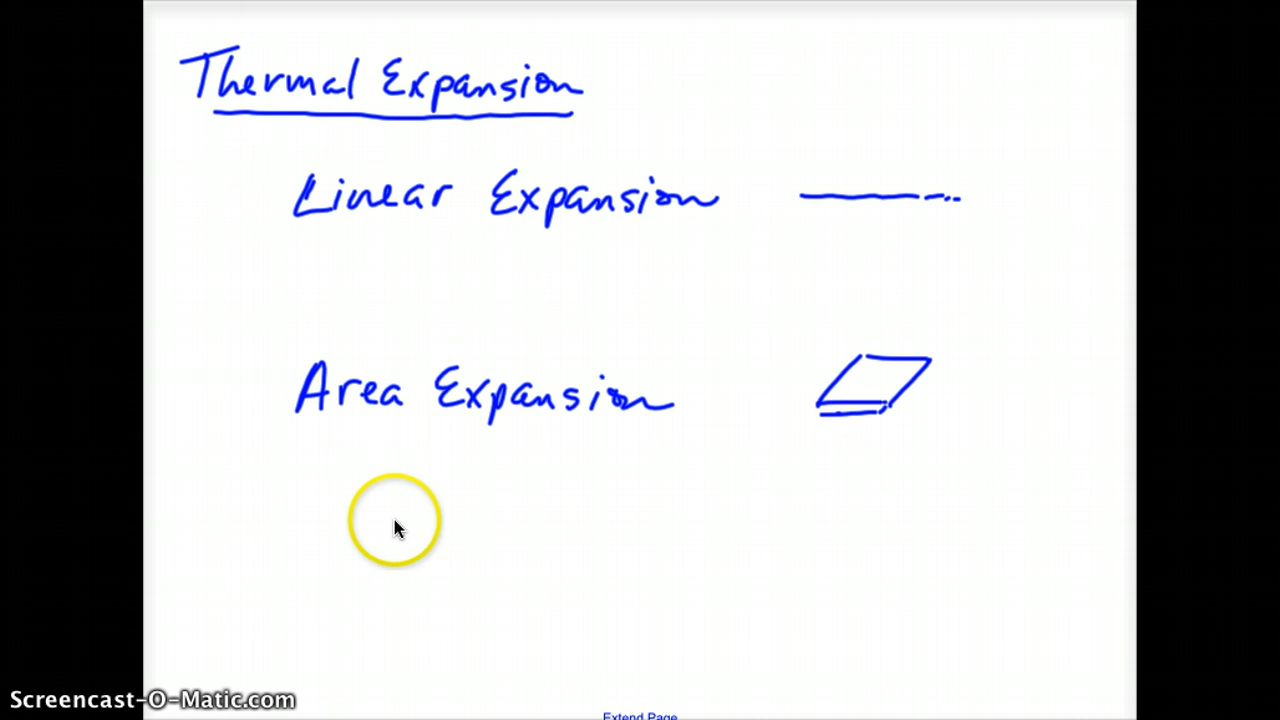 Thermal Expansion
Linear Expansion
Area Expansion
Screencast-O-Matic.com
Extend Page